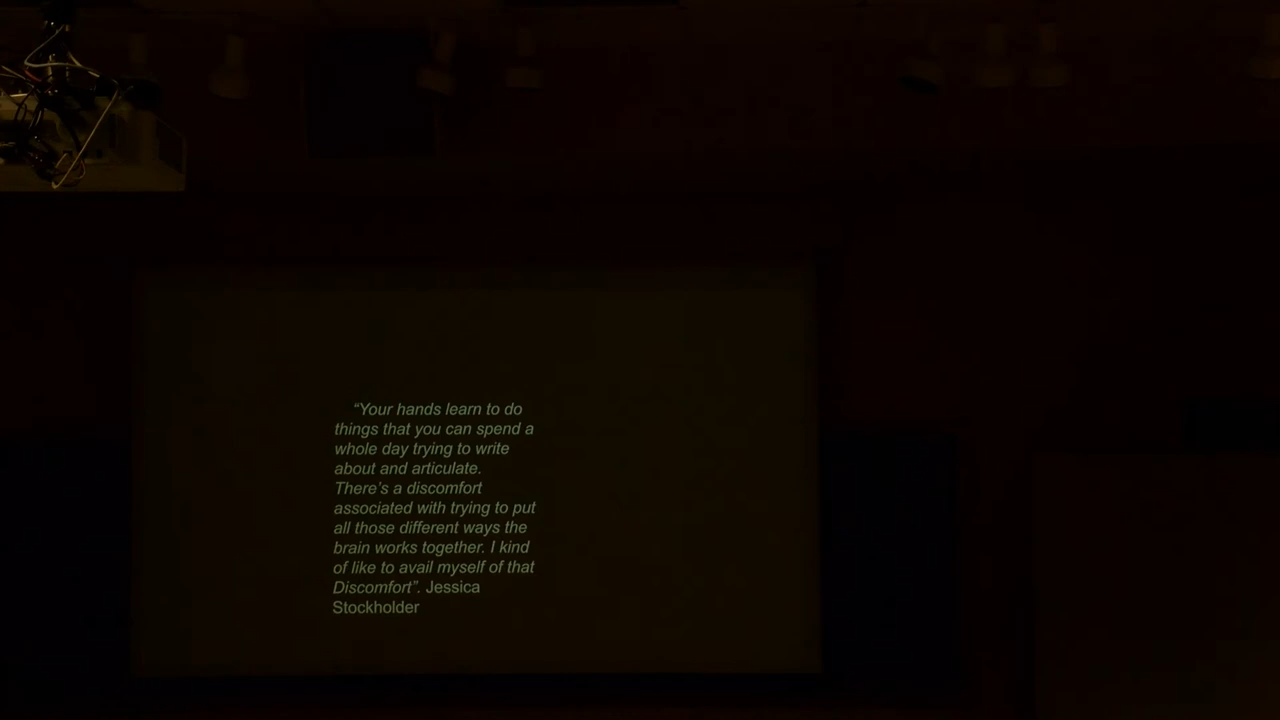 “Your hands learn to do
things that you can spend a
whole day trying to write
about and articulate.
There’s a discomfort
associated with trying to put
all those different ways the
brain works together. I kind
of like to avail myself of that
Discomfort”. Jessica
Stockholder